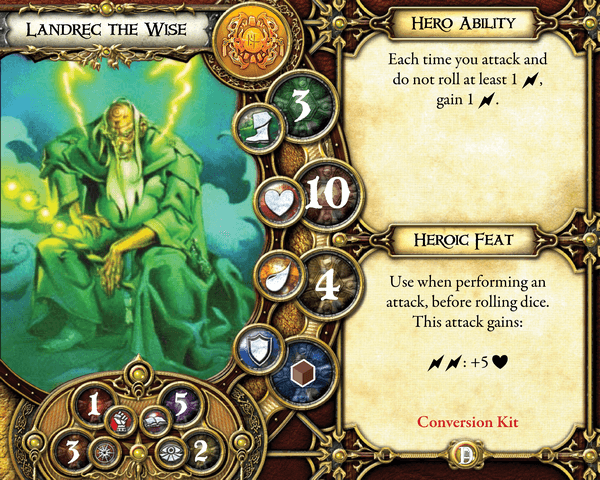 LANDREC THE WISE
3
10
4
1
5
3
2
HERO ABILITY
Each time you attack and
do not roll at least 1 ,
gain 1 .
HEROIC FEAT
Use when performing an
attack, before rolling dice.
This attack gains:
: +5
Conversion Kit
D